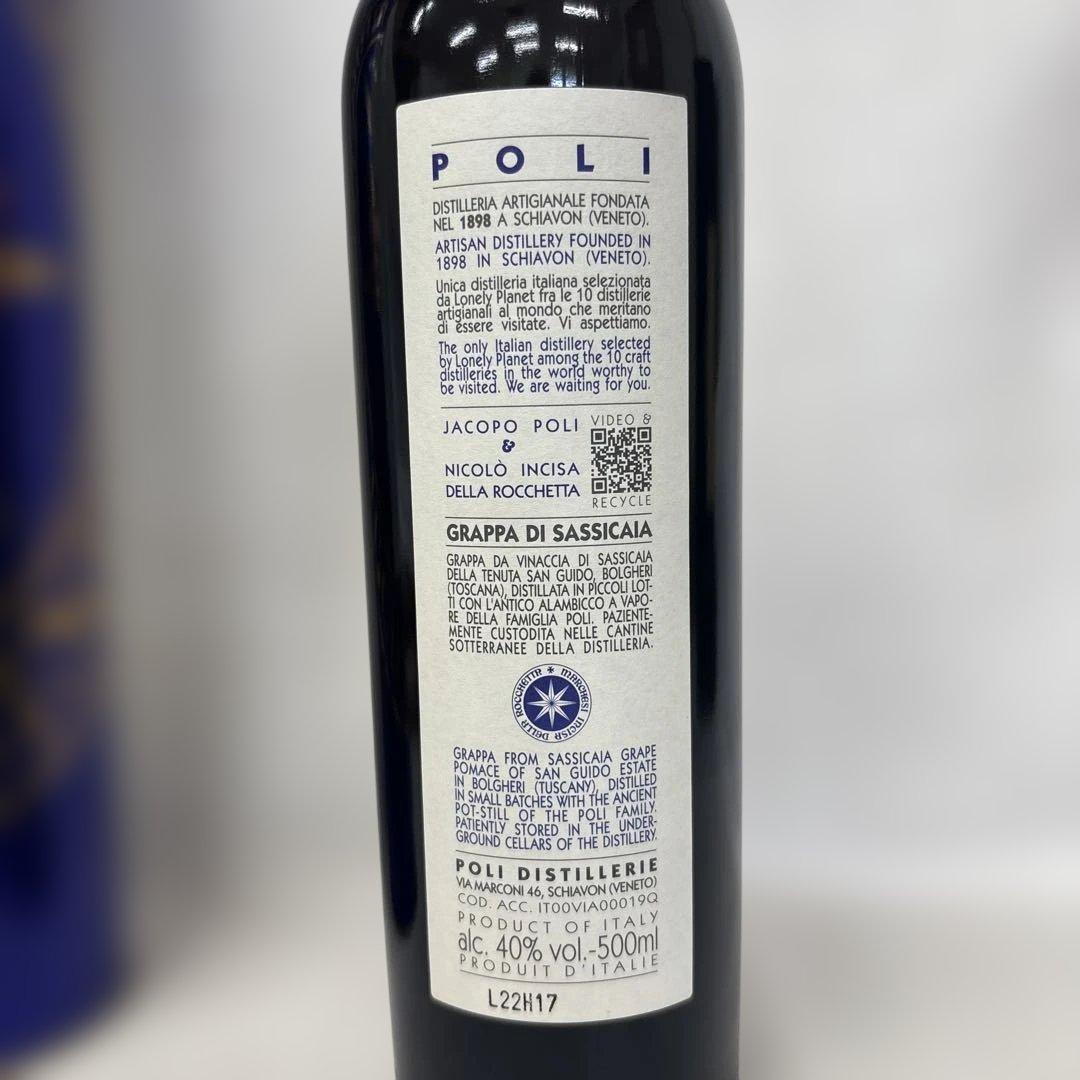 POLI
DISTILLERIA ARTIGIANALE FONDATA
NEL 1898 A SCHIAVON (VENETO).
ARTISAN DISTILLERY FOUNDED IN
1898 IN SCHIAVON (VENETO).
Unica distilleria italiana selezionata
da Lonely Planet fra le 10 distillerie
artigianali al mondo che meritano
di essere visitate. Vi aspettiamo.
The only Italian distillery selected
by Lonely Planet among the 10 craft
distilleries in the world worthy to
be visited. We are waiting for you.
JACOPO POLI
&
NICOLÒ INCISA
DELLA ROCCHETTA
VIDEO &
RECYCLE
GRAPPA DI SASSICAIA
GRAPPA DA VINACCIA DI SASSICAIA
DELLA TENUTA SAN GUIDO, BOLGHERI
(TOSCANA), DISTILLATA IN PICCOLI LOT-
TI CON L'ANTICO ALAMBICCO A VAPO-
RE DELLA FAMIGLIA POLI. PAZIENTE-
MENTE CUSTODITA NELLE CANTINE
SOTTERRANEE DELLA DISTILLERIA.
MARCHESI INCISA DELLA ROCCHETTA
GRAPPA FROM SASSICAIA GRAPE
POMACE OF SAN GUIDO ESTATE
IN BOLGHERI (TUSCANY), DISTILLED
IN SMALL BATCHES WITH THE ANCIENT
POT-STILL OF THE POLI FAMILY.
PATIENTLY STORED IN THE UNDER-
GROUND CELLARS OF THE DISTILLERY.
POLI DISTILLERIE
VIA MARCONI 46, SCHIAVON (VENETO)
COD. ACC. IT00VIA00019Q
PRODUCT OF ITALY
alc. 40% vol.-500ml
PRODUIT D'ITALIE
L22H17